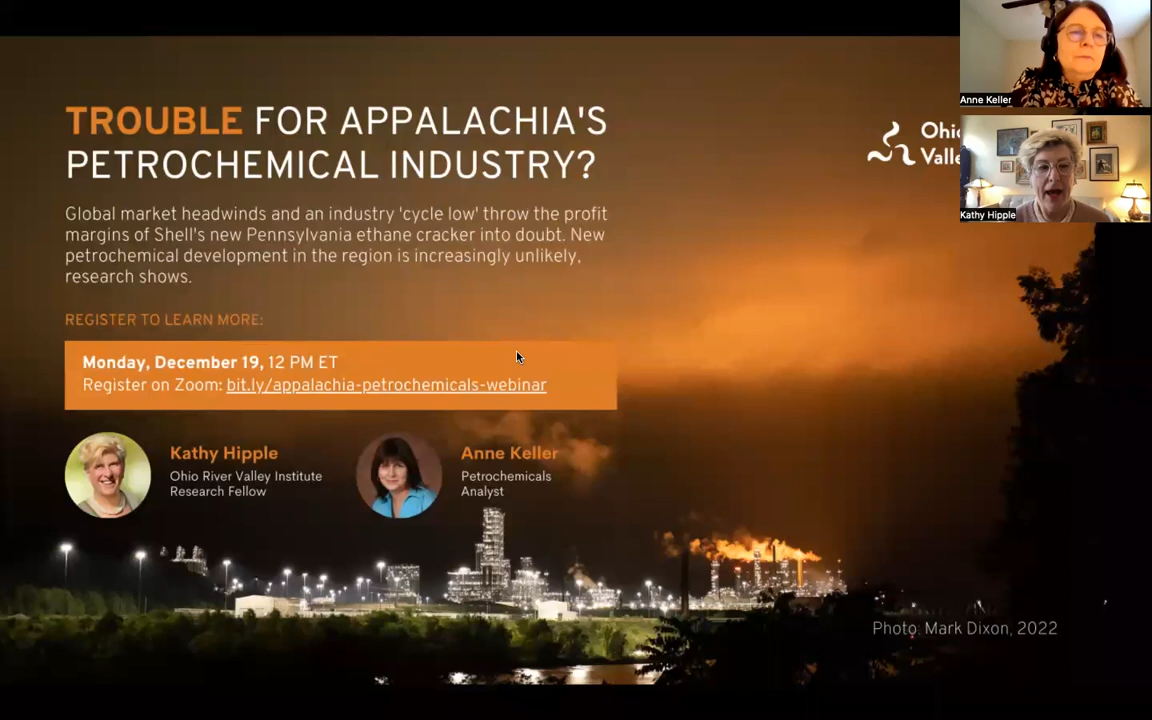 TROUBLE FOR APPALACHIA'S
PETROCHEMICAL INDUSTRY?
Global market headwinds and an industry 'cycle low' throw the profit
margins of Shell's new Pennsylvania ethane cracker into doubt. New
petrochemical development in the region is increasingly unlikely,
research shows.
REGISTER TO LEARN MORE:
Monday, December 19, 12 PM ET
Register on Zoom: bit.ly/appalachia-petrochemicals-webinar
Kathy Hipple
Ohio River Valley Institute
Research Fellow
Anne Keller
Petrochemicals
Analyst
Anne Keller
Kathy Hipple
Photo: Mark Dixon, 2022